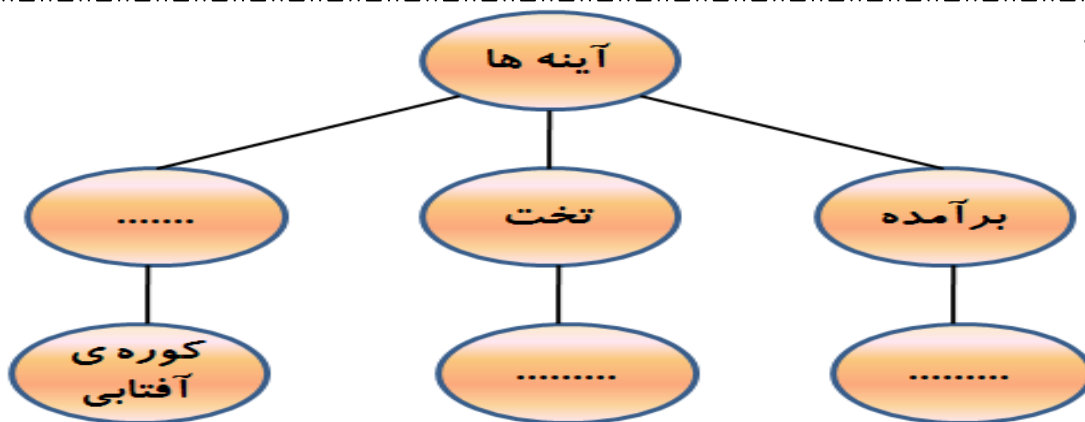 آینه ها
برآمده
تخت
.......
.........
.........
کوره ی
آفتابی